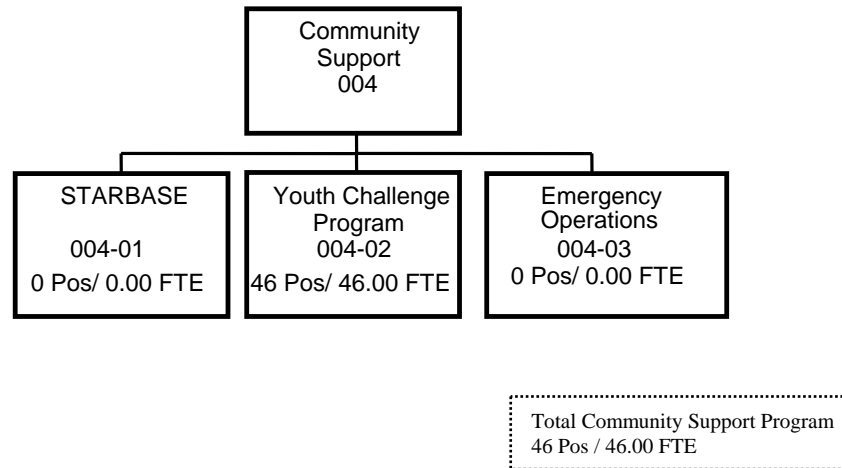 Community
Support
004
STARBASE
004-01
0 Pos/ 0.00 FTE
Youth Challenge
Program
004-02
46 Pos/ 46.00 FTE
Emergency
Operations
004-03
0 Pos/ 0.00 FTE
Total Community Support Program
46 Pos / 46.00 FTE